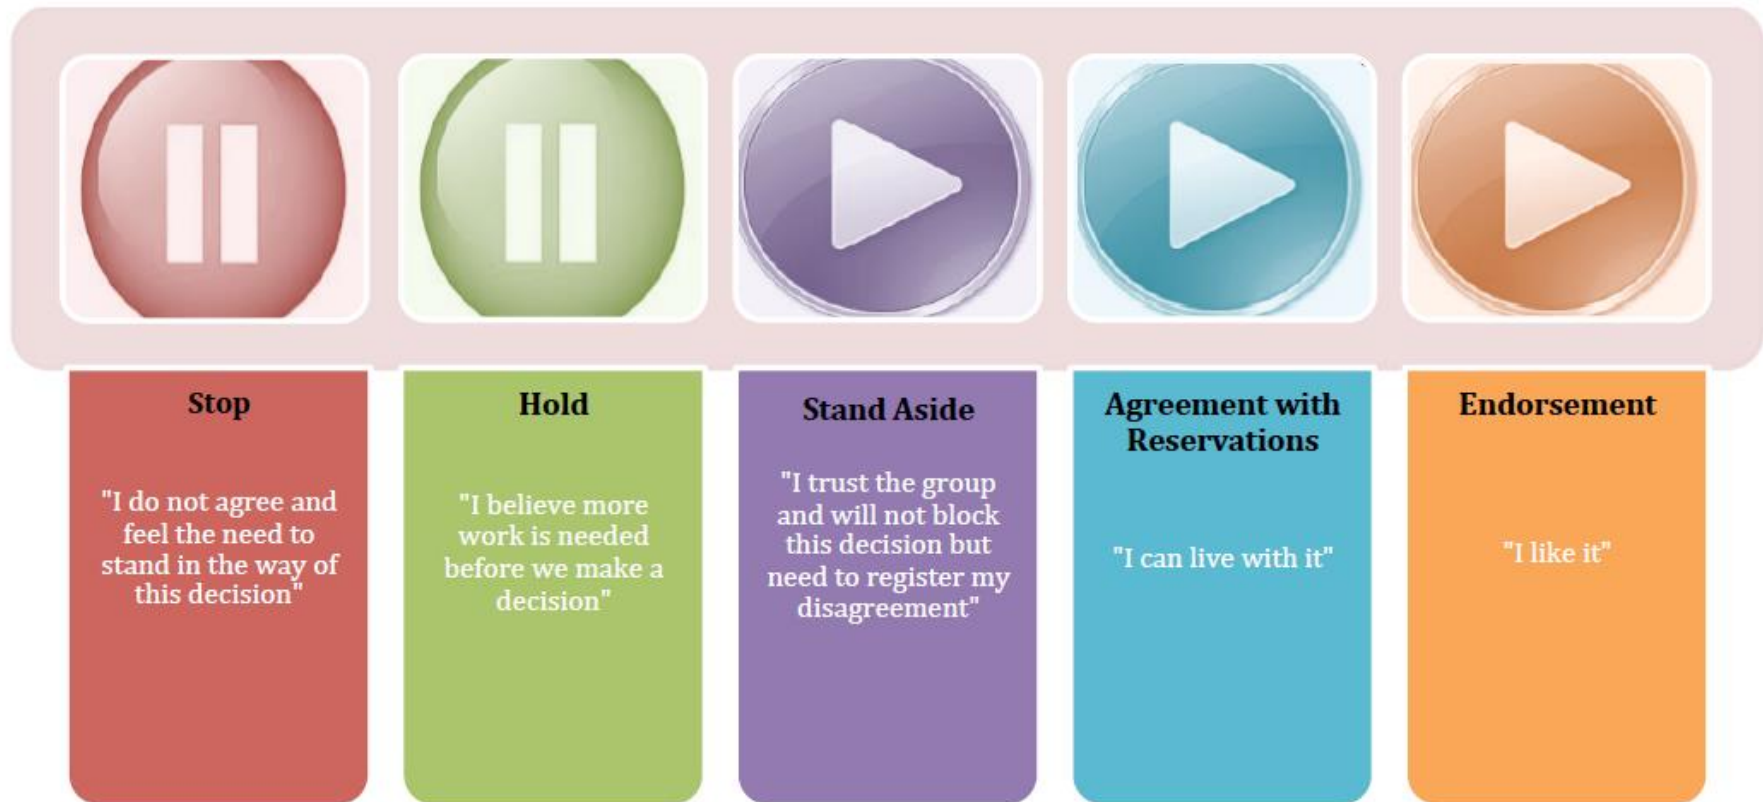 Stop
"I do not agree and
feel the need to
stand in the way of
this decision"
Hold
"I believe more
work is needed
before we make a
decision"
Stand Aside
"I trust the group
and will not block
this decision but
need to register my
disagreement"
Agreement with
Reservations
"I can live with it"
Endorsement
"I like it"